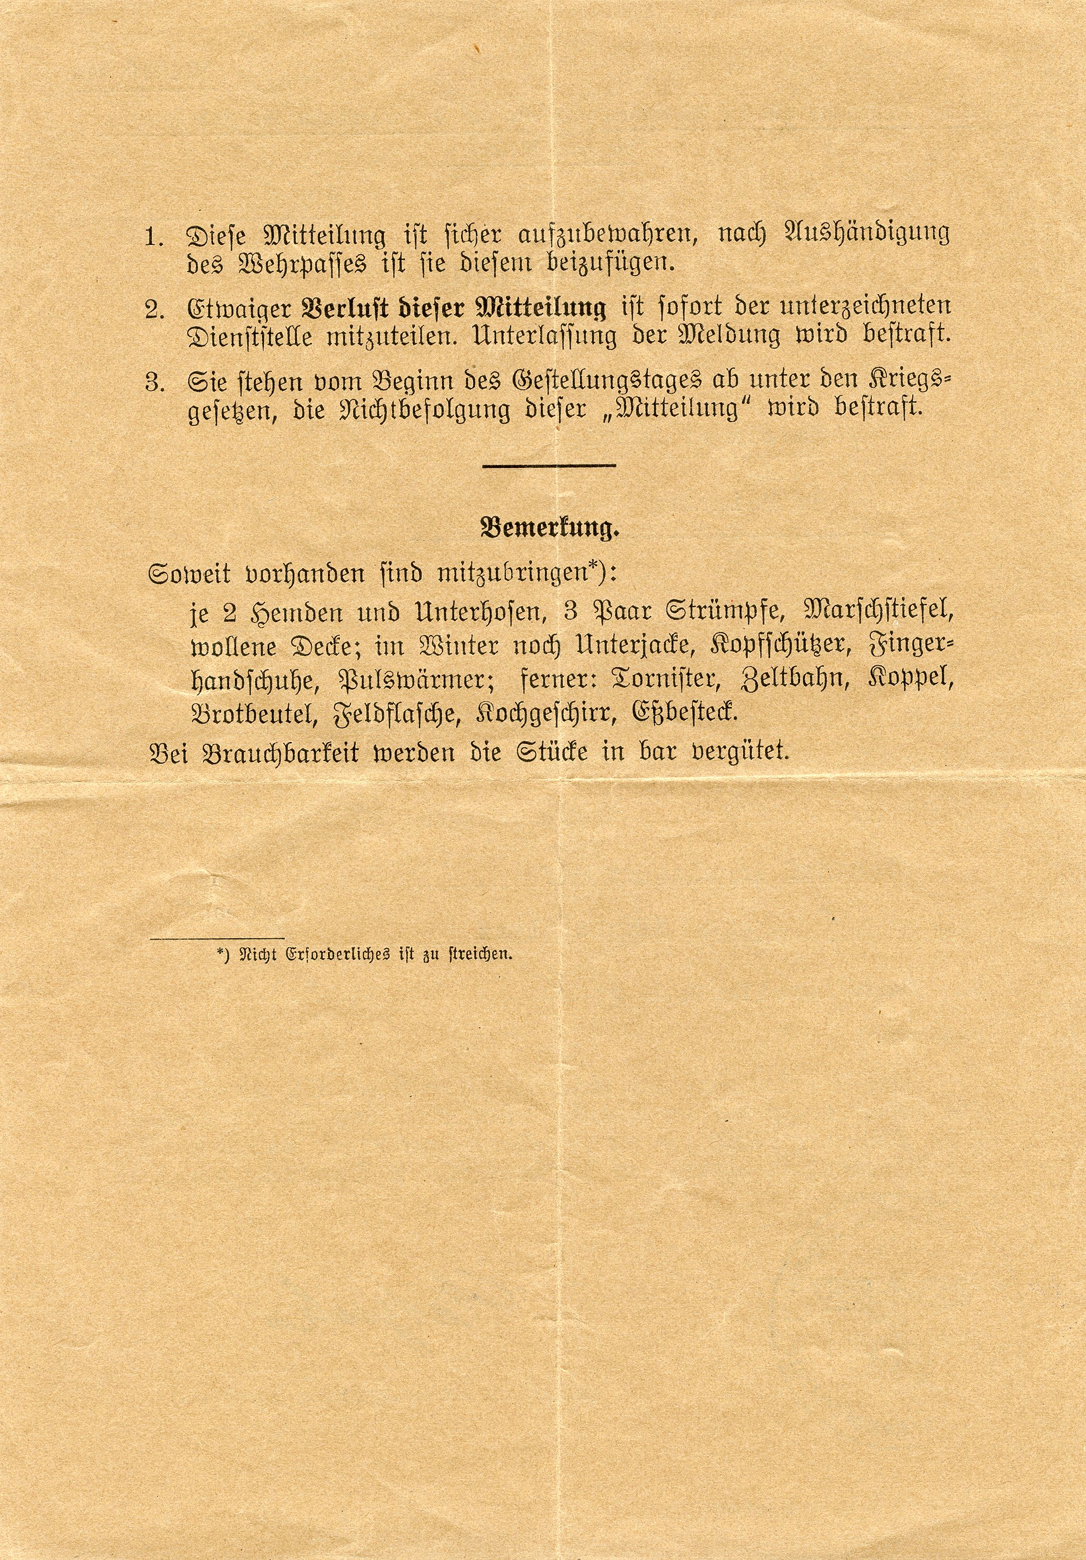 1. Diese Mitteilung ist sicher aufzubewahren, nach Aushändigung
des Wehrpasses ist sie diesem beizufügen.
2. Etwaiger Verlust dieser Mitteilung ist sofort der unterzeichneten
Dienststelle mitzuteilen. Unterlassung der Meldung wird bestraft.
3. Sie stehen vom Beginn des Gestellungstages ab unter den Kriegs-
gesetzen, die Nichtbefolgung dieser „Mitteilung“ wird bestraft.
Bemerkung.
Soweit vorhanden sind mitzubringen*):
je 2 Hemden und Unterhosen, 3 Paar Strümpfe, Marschstiefel,
wollene Decke; im Winter noch Unterjacke, Kopfschützer, Finger-
handschuhe, Pulswärmer; ferner: Tornister, Zeltbahn, Koppel,
Brotbeutel, Feldflasche, Kochgeschirr, Eßbesteck.
Bei Brauchbarkeit werden die Stücke in bar vergütet.
*) Nicht Erforderliches ist zu streichen.